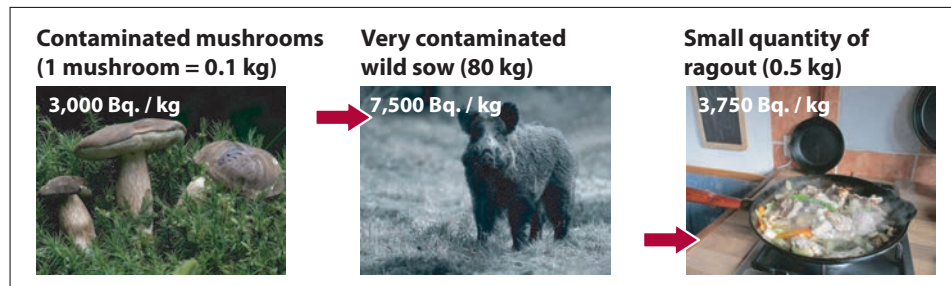 Contaminated mushrooms
(1 mushroom = 0.1 kg)
3,000 Bq. / kg
Very contaminated
wild sow (80 kg)
7,500 Bq. / kg
Small quantity of
ragout (0.5 kg)
3,750 Bq. / kg